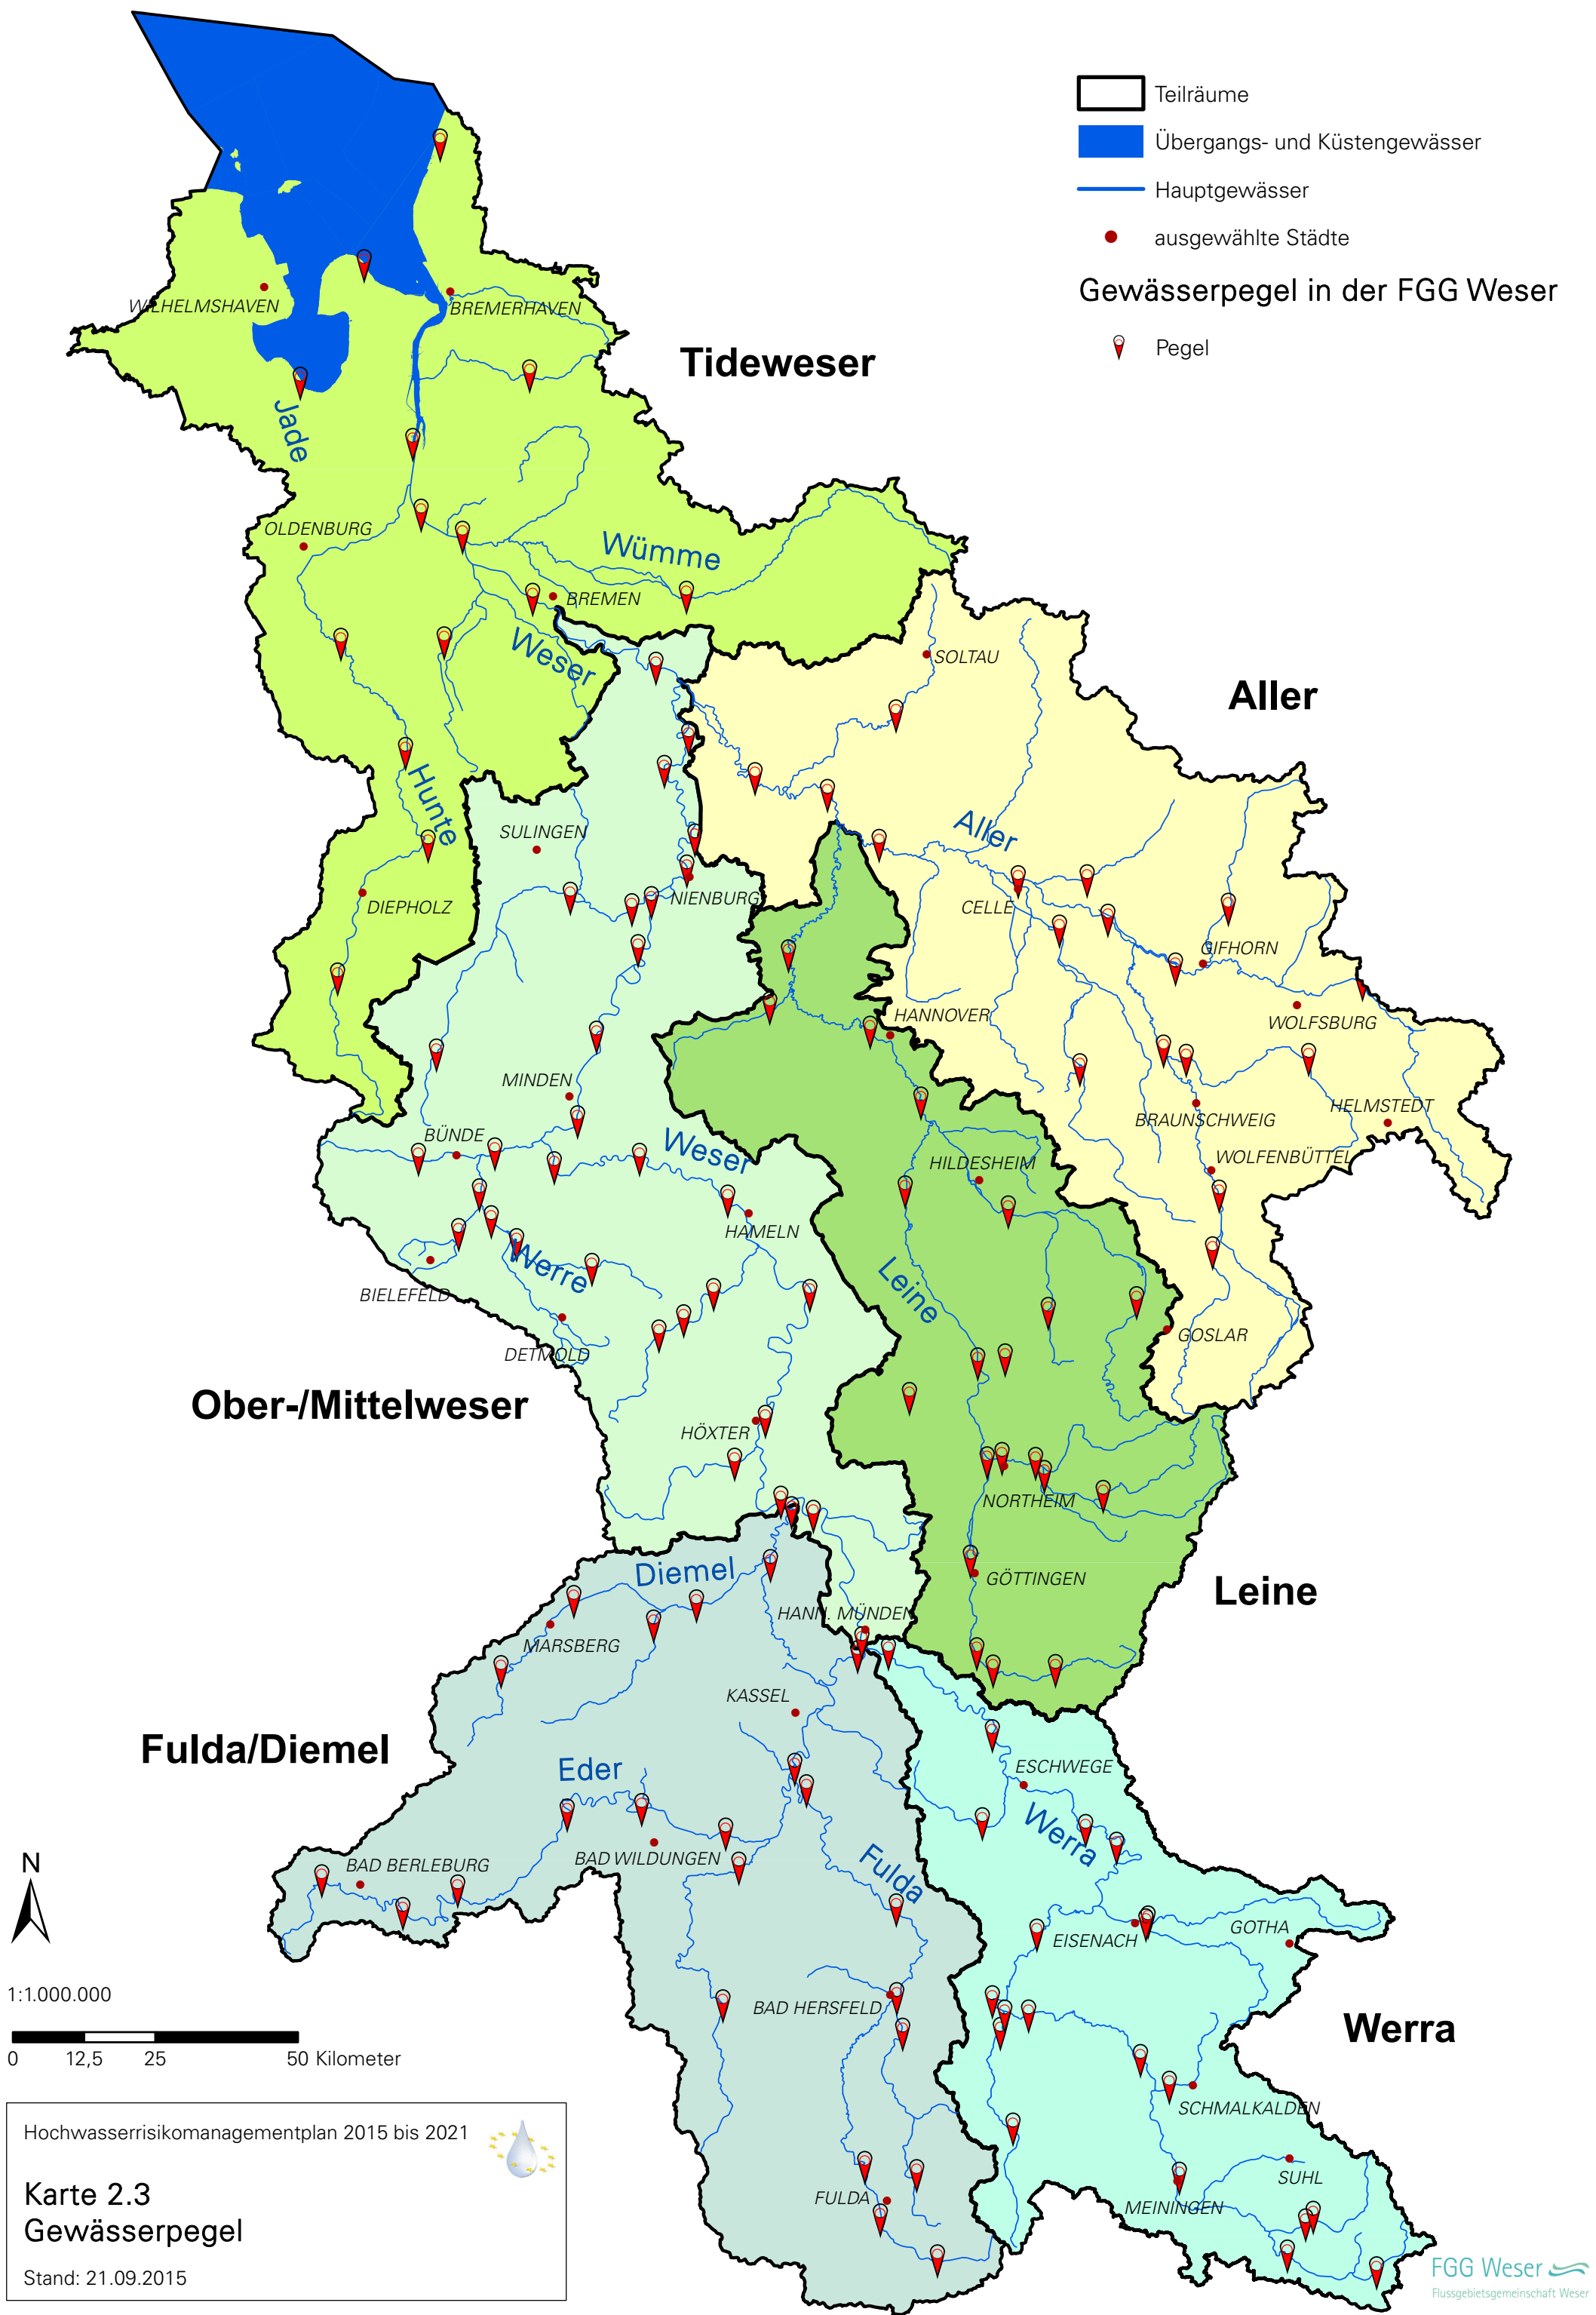 Teilräume
Übergangs- und Küstengewässer
Hauptgewässer
ausgewählte Städte
Gewässerpegel in der FGG Weser
Pegel
WILHELMSHAVEN
BREMERHAVEN
Tideweser
Jade
OLDENBURG
Wümme
BREMEN
Weser
SOLTAU
Aller
Hunte
SULINGEN
Aller
DIEPHOLZ
NIENBURG
CELLE
GIFHORN
HANNOVER
WOLFSBURG
MINDEN
HELMSTEDT
BRAUNSCHWEIG
BÜNDE
Weser
HILDESHEIM
WOLFENBÜTTEL
HAMELN
Werre
BIELEFELD
Leine
DETMOLD
GOSLAR
Ober-/Mittelweser
HÖXTER
NORTHEIM
Diemel
GÖTTINGEN
Leine
HANN. MÜNDEN
MARSBERG
KASSEL
Fulda/Diemel
Eder
ESCHWEGE
Werra
BAD BERLEBURG
BAD WILDUNGEN
Fulda
GOTHA
EISENACH
N
1:1.000.000
BAD HERSFELD
Werra
0 12,5 25 50 Kilometer
SCHMALKALDEN
Hochwasserrisikomanagementplan 2015 bis 2021
Karte 2.3
Gewässerpegel
Stand: 21.09.2015
SUHL
FULDA
MEININGEN
FGG Weser
Flussgebietsgemeinschaft Weser